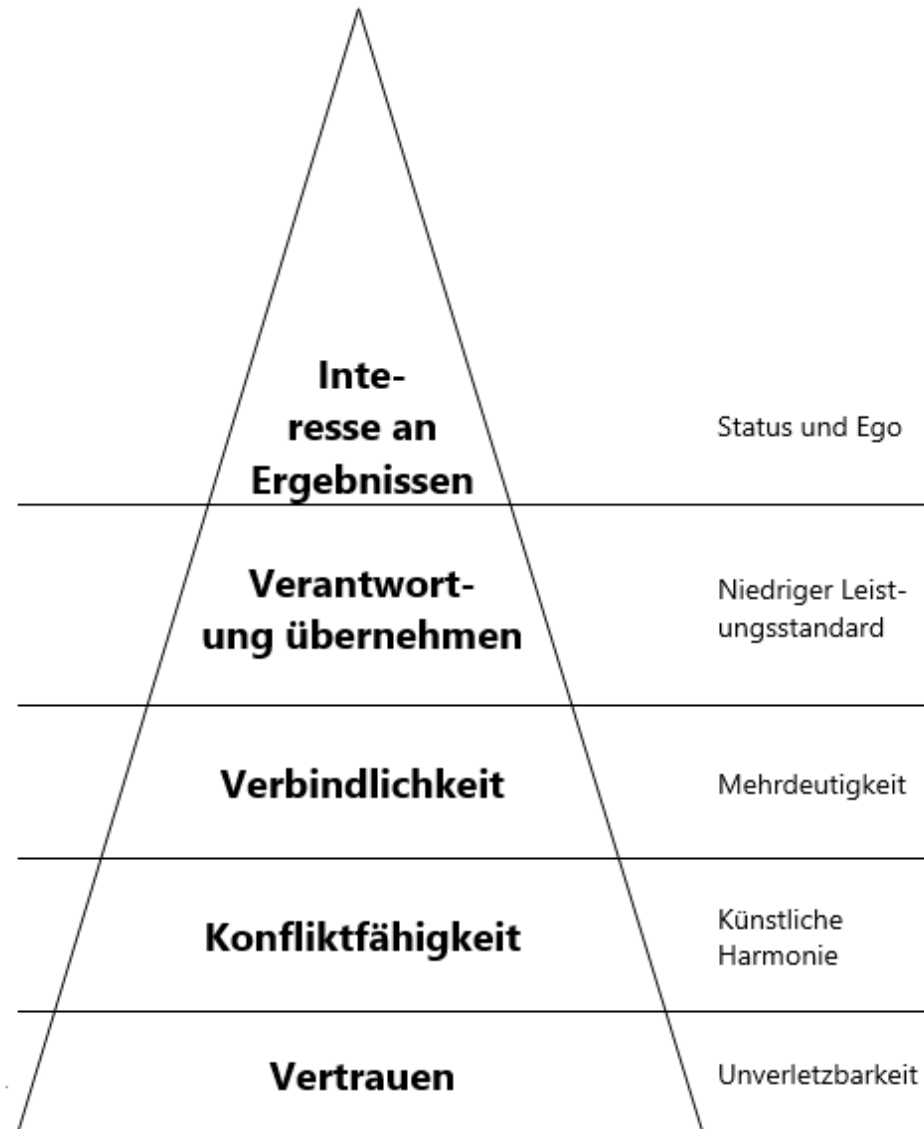 Inte-
resse an
Ergebnissen
Status und Ego
Verantwort-
ung übernehmen
Niedriger Leist-
ungsstandard
Verbindlichkeit
Mehrdeutigkeit
Konfliktfähigkeit
Künstliche
Harmonie
Vertrauen
Unverletzbarkeit